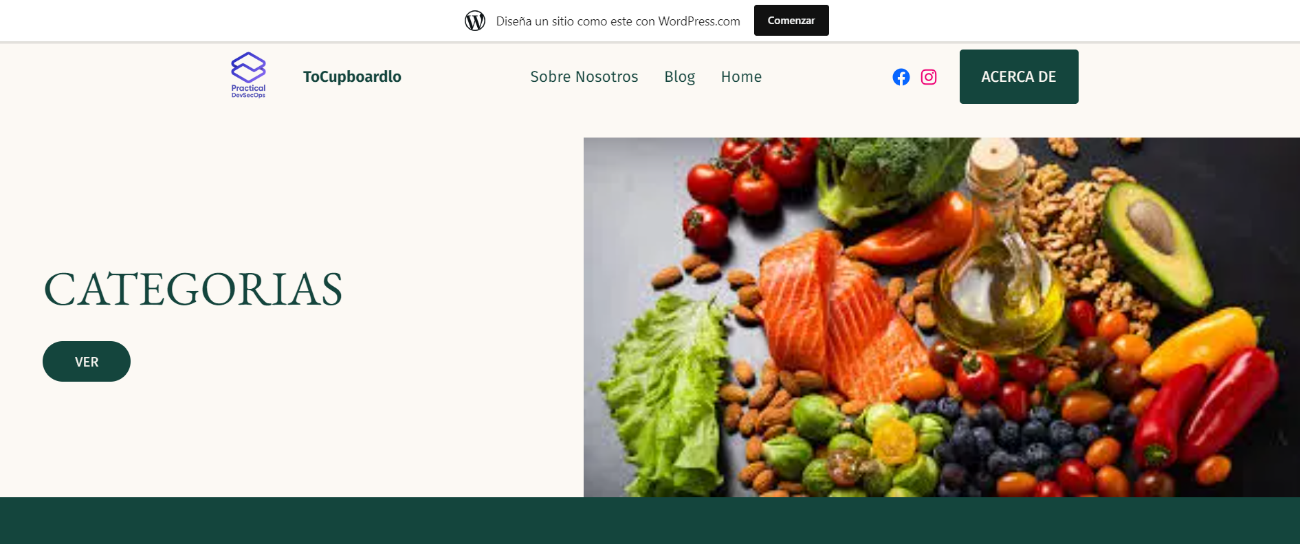 Diseña un sitio como este con WordPress.com
Comenzar
Practical
DevSecOps
ToCupboardlo
Sobre Nosotros
Blog
Home
ACERCA DE
CATEGORIAS
VER